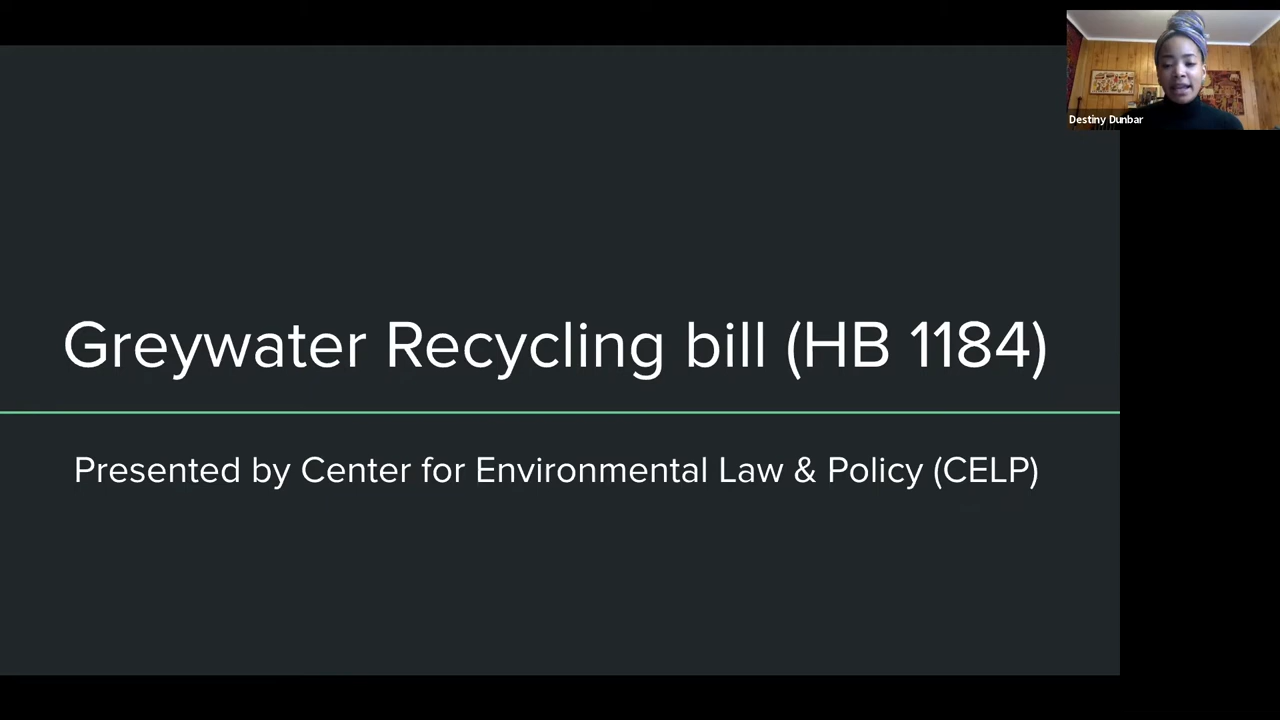 Destiny Dunbar
Greywater Recycling bill (HB 1184)
Presented by Center for Environmental Law & Policy (CELP)